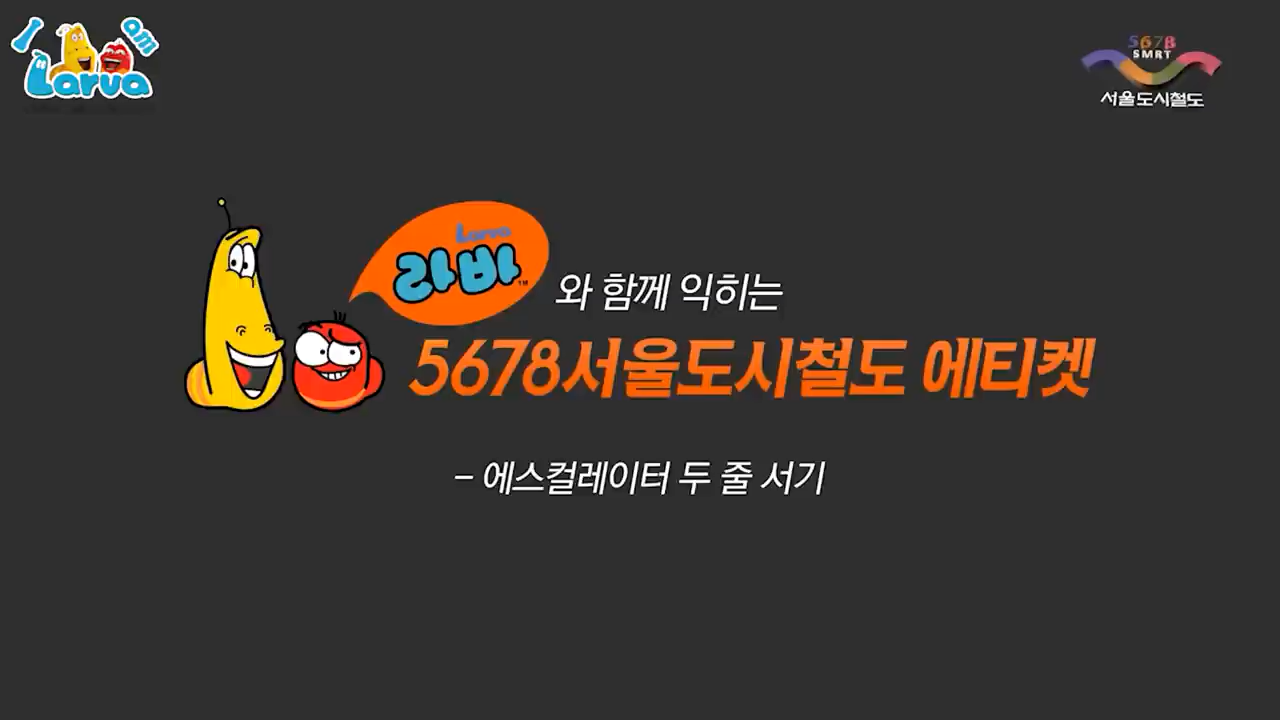 I am
Larva
5678
SMRT
서울도시철도
Larva
라바™
와 함께 익히는
5678서울도시철도 에티켓
- 에스컬레이터 두 줄 서기